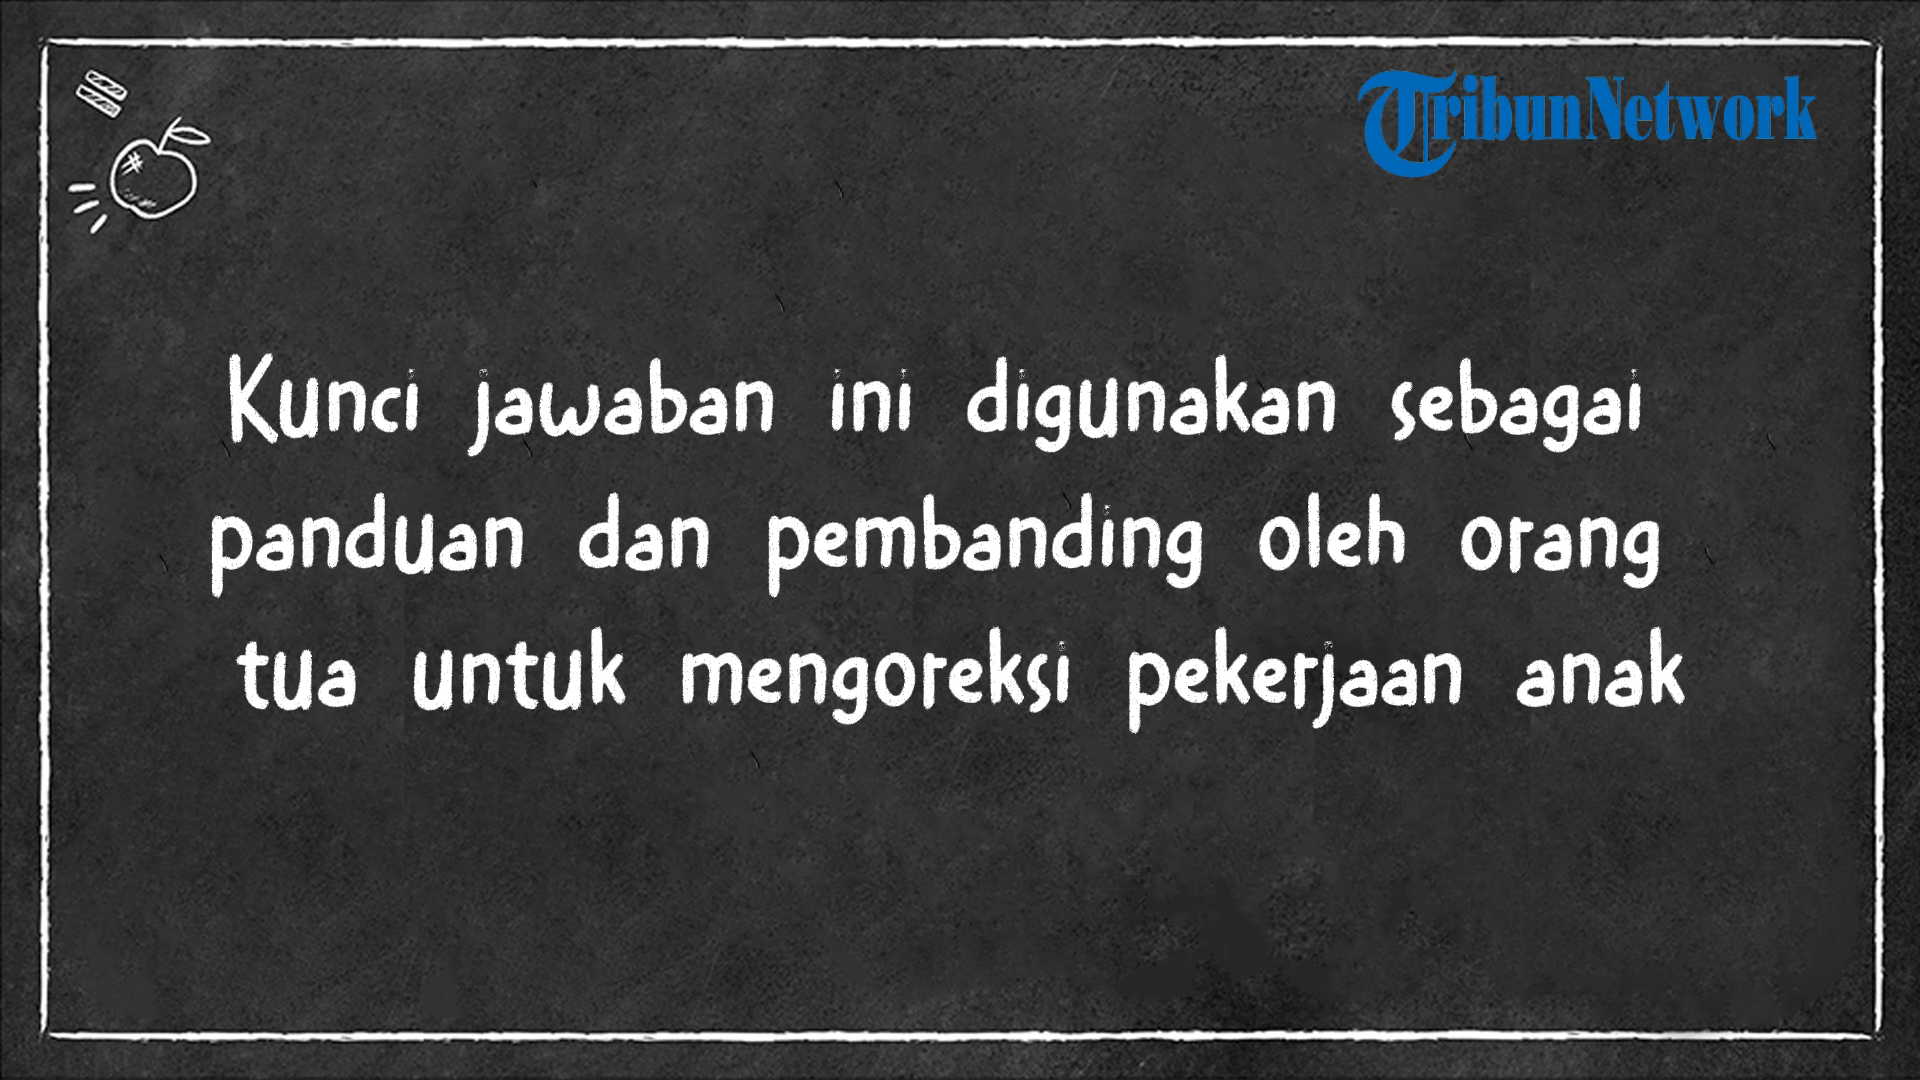 TribunNetwork
Kunci jawaban ini digunakan sebagai
panduan dan pembanding oleh orang
tua untuk mengoreksi pekerjaan anak